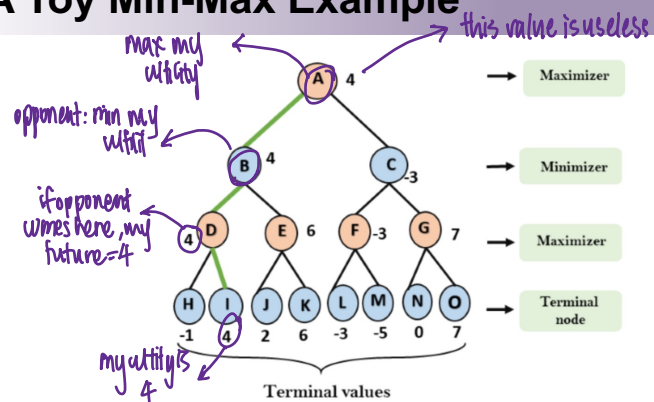 A Toy Min-Max Example
this value is useless
max my
utility
A 4
Maximizer
opponent: min my
B 4
C -3
Minimizer
if opponent
comes here, my
future=4
4 D
E 6
F -3
G 7
Maximizer
H I J K L M N O
Terminal
node
-1 4 2 6 -3 -5 0 7
my utility is
4
Terminal values